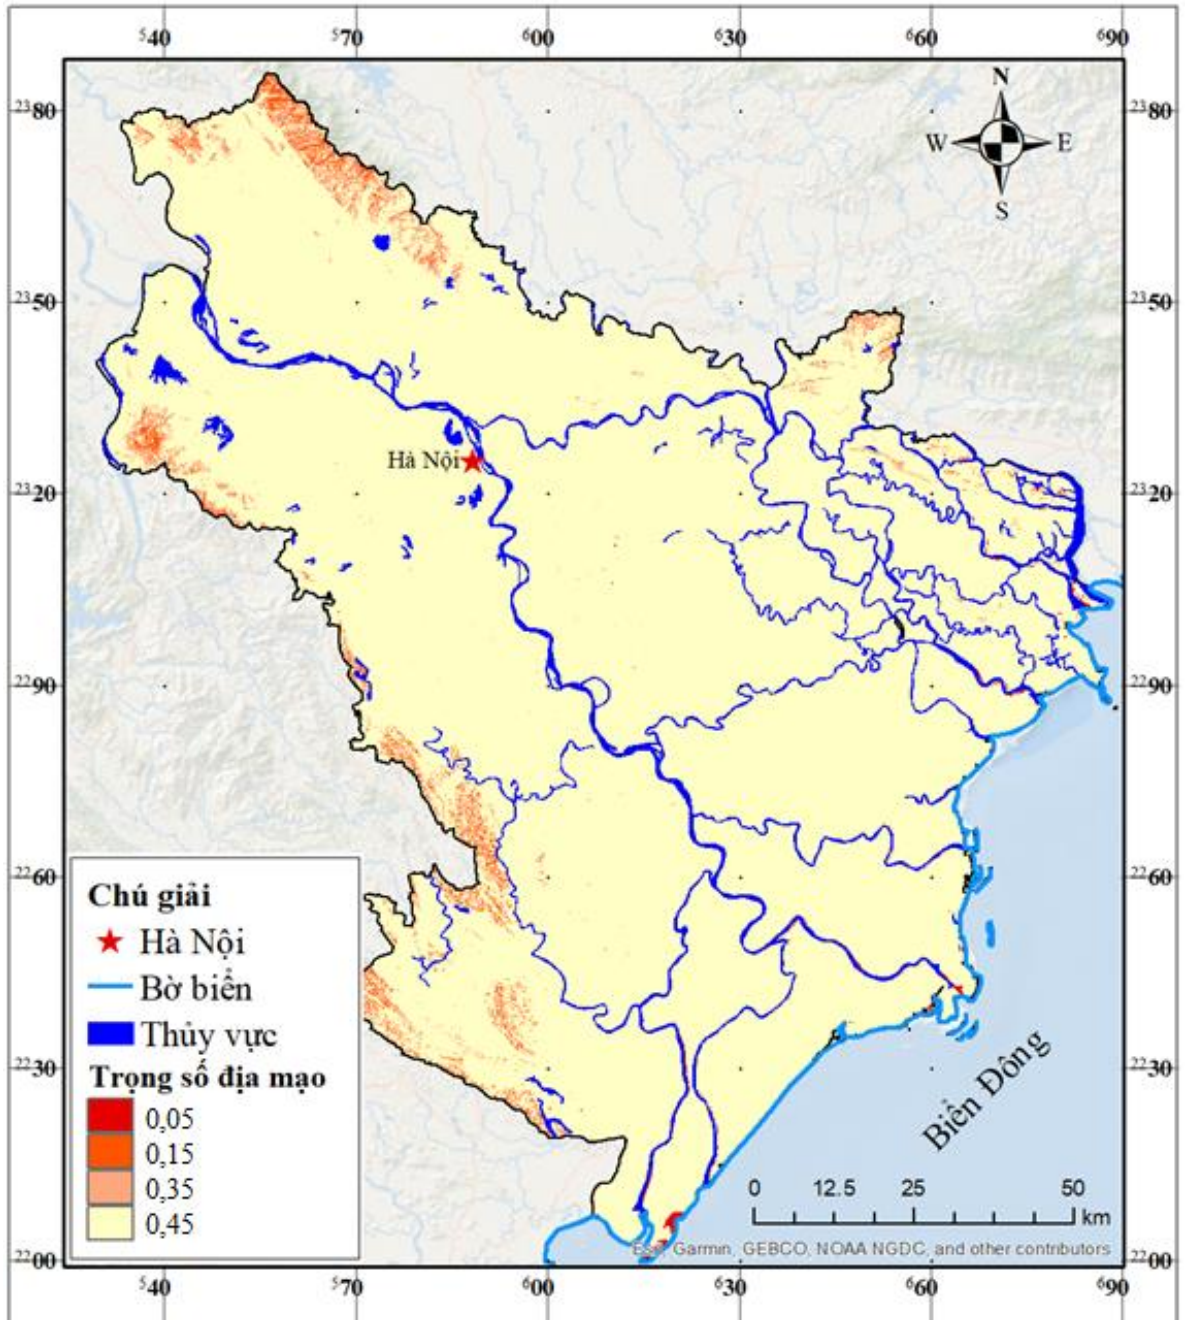 ⁵40 ⁵70 ⁶00 ⁶30 ⁶60 ⁶90
N
W E
S
²³80 ²³80
²³50 ²³50
Hà Nội
²³20 ²³20
²²90 ²²90
²²60 ²²60
²²30 ²²30
²²00 ²²00
Chú giải
Hà Nội
Bờ biển
Thủy vực
Trọng số địa mạo
0,05
0,15
0,35
0,45
Biển Đông
0 12.5 25 50
km
Esri, Garmin, GEBCO, NOAA NGDC, and other contributors
⁵40 ⁵70 ⁶00 ⁶30 ⁶60 ⁶90